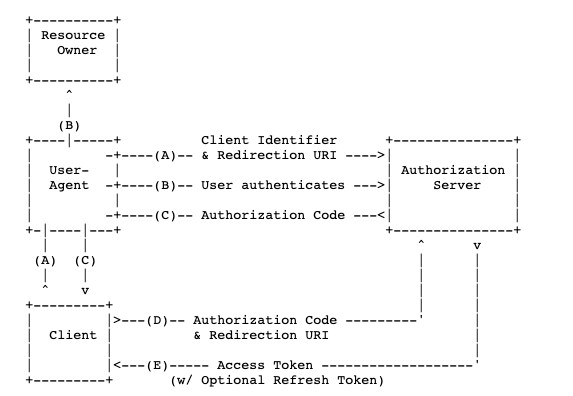 +----------+
| Resource |
|   Owner  |
|          |
+----------+
     ^
     |
    (B)
+----|-----+          Client Identifier      +---------------+
|         -+----(A)-- & Redirection URI ---->|               |
|  User-   |                                 | Authorization |
|  Agent  -+----(B)-- User authenticates --->|     Server    |
|          |                                 |               |
|         -+----(C)-- Authorization Code ---<|               |
+-|----|---+                                 +---------------+
  |    |                                         ^      v
 (A)  (C)                                        |      |
  |    |                                         |      |
  ^    v                                         |      |
+---------+                                      |      |
|         |>---(D)-- Authorization Code ---------'      |
|  Client |          & Redirection URI                  |
|         |                                             |
|         |<---(E)----- Access Token -------------------'
+---------+       (w/ Optional Refresh Token)